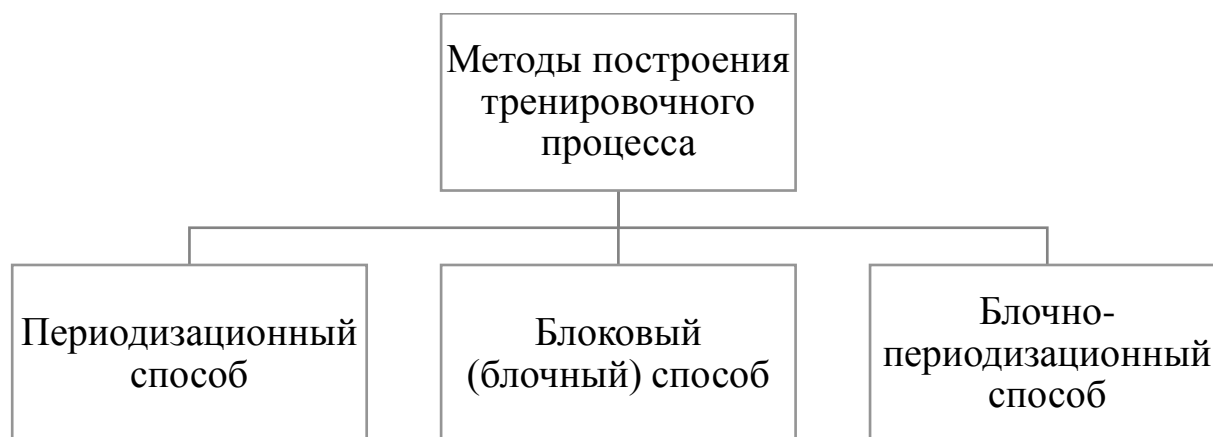 Методы построения
тренировочного
процесса
Периодизационный
способ
Блоковый
(блочный) способ
Блочно-
периодизационный
способ